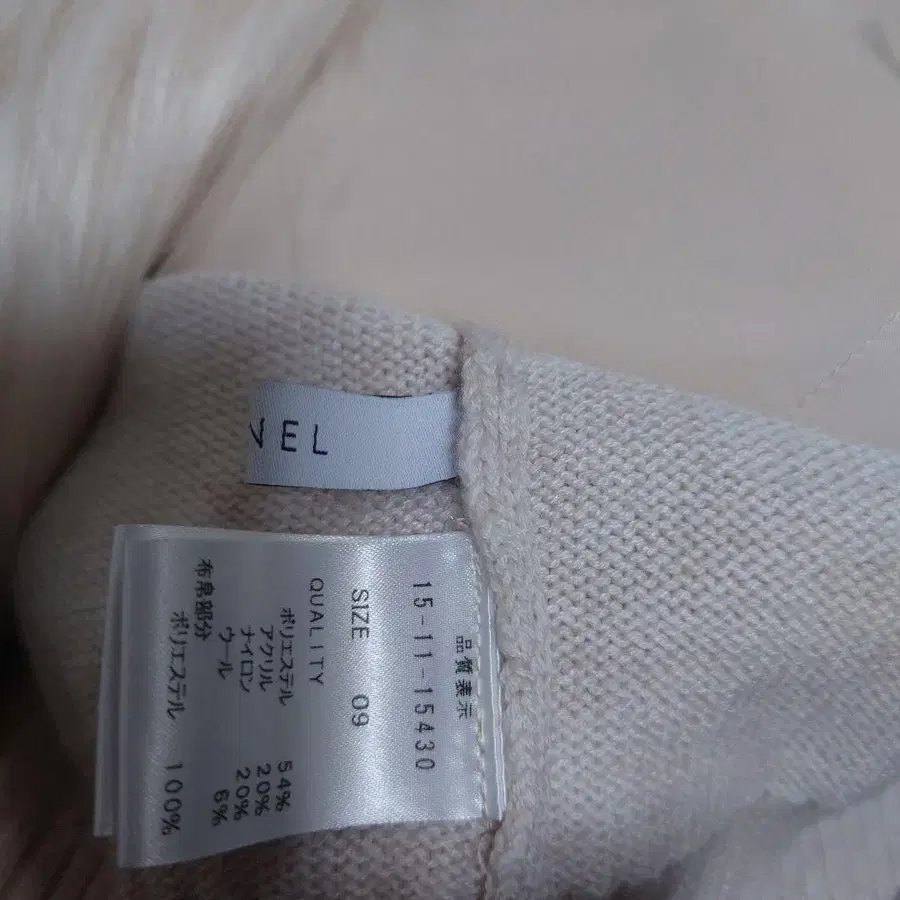 VEL
品質表示
15-11-15430
SIZE 09
QUALITY
ポリエステル 54%
アクリル 20%
ナイロン 20%
ウール 6%
布帛部分
ポリエステル 100%